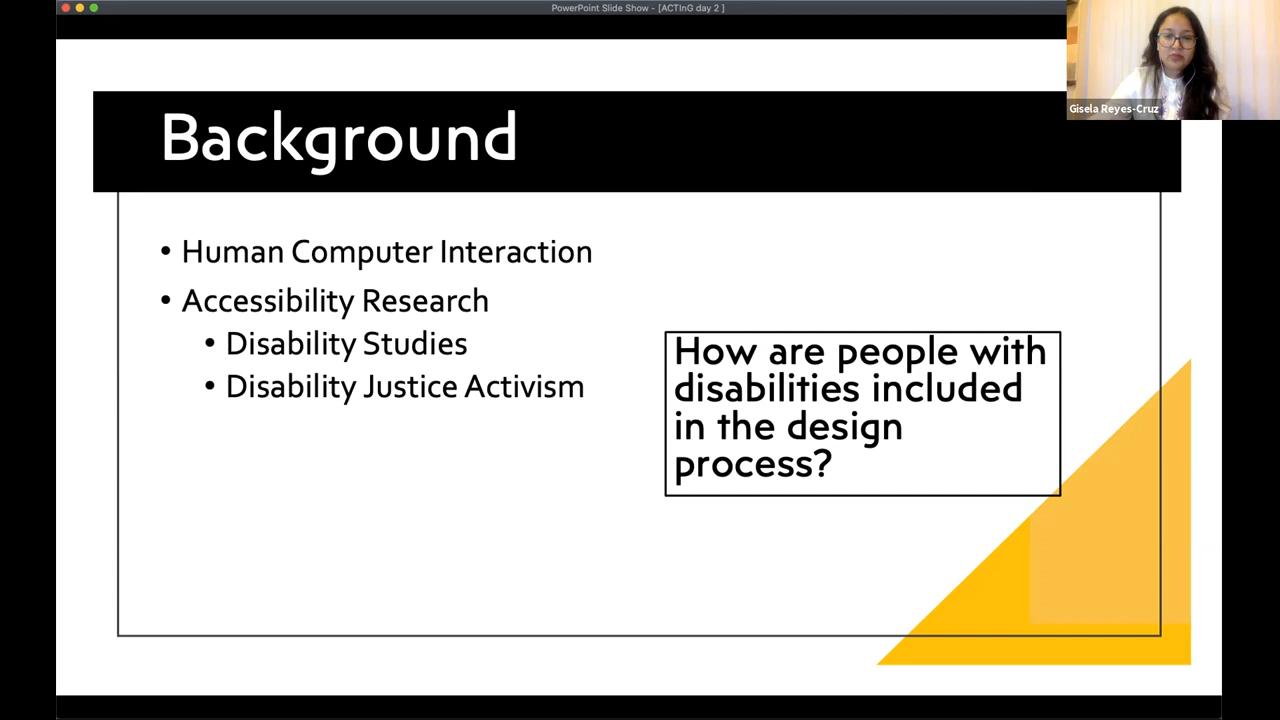 PowerPoint Slide Show - [ACTInG day 2 ]
Gisela Reyes-Cruz
Background
• Human Computer Interaction
• Accessibility Research
• Disability Studies
• Disability Justice Activism
How are people with
disabilities included
in the design
process?